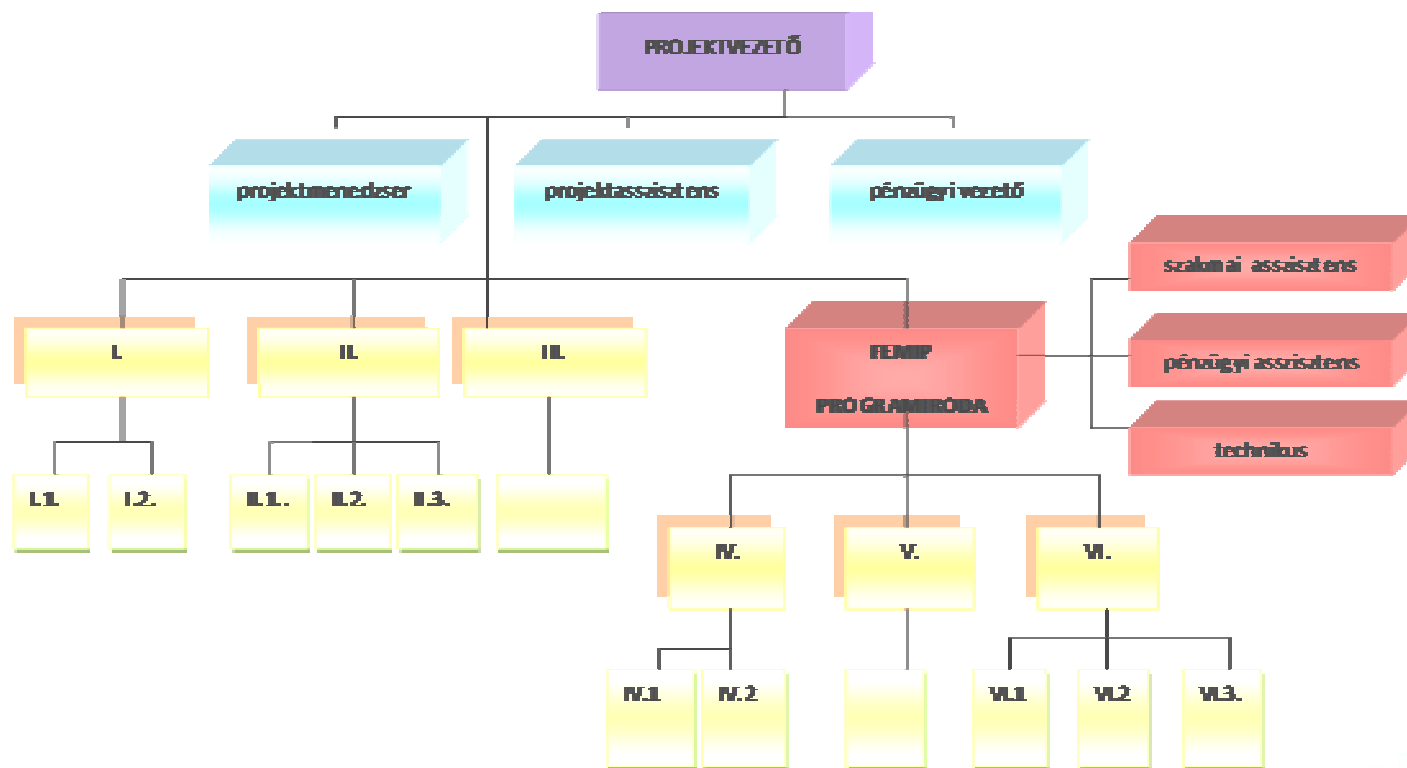 PROJEKTVEZETŐ
projektmenedzser
projektasszisztens
pénzügyi vezető
szakmai asszisztens
pénzügyi asszisztens
technikus
I.
II.
III.
FEMIP
PROGRAMIRODA
I.1.
I.2.
II.1..
II.2.
II.3.
IV.
V.
VI.
IV.1
IV.2
VI.1
VI.2
VI.3.